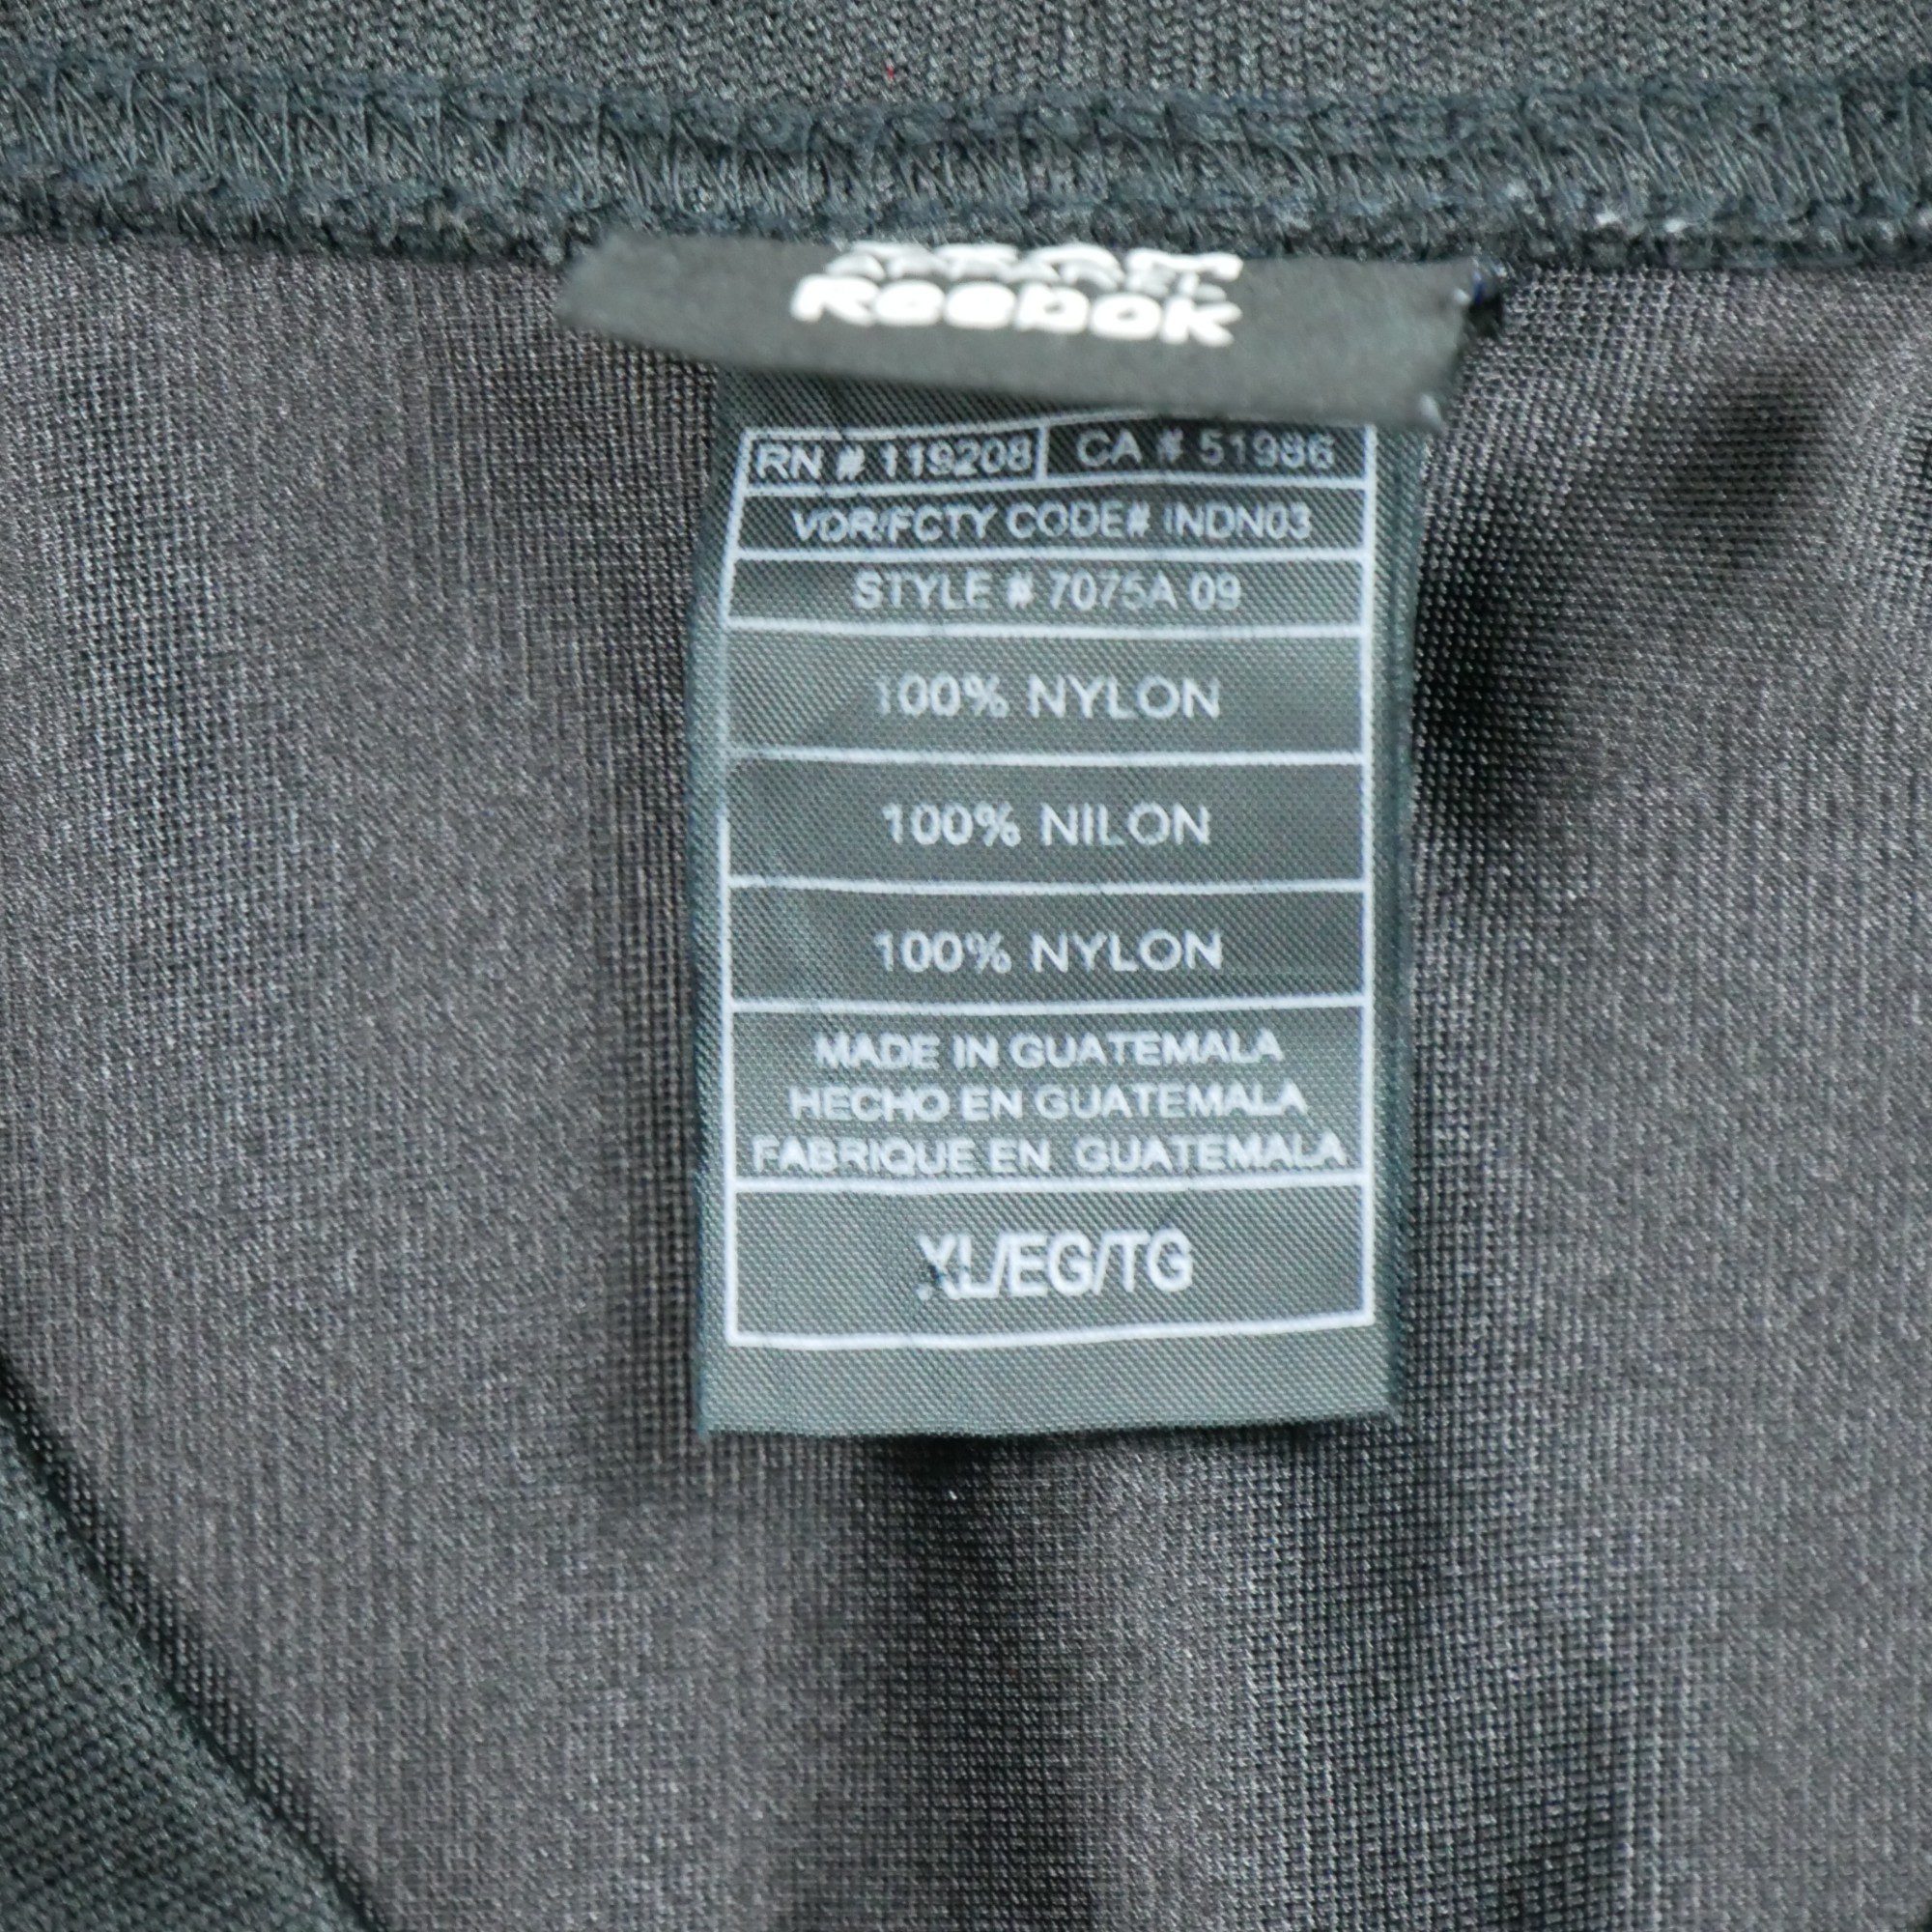 APPAREL
Reebok
RN # 119208 CA # 51986
VDR/FCTY CODE# INDN03
STYLE # 7075A 09
100% NYLON
100% NILON
100% NYLON
MADE IN GUATEMALA
HECHO EN GUATEMALA
FABRIQUE EN GUATEMALA
XL/EG/TG